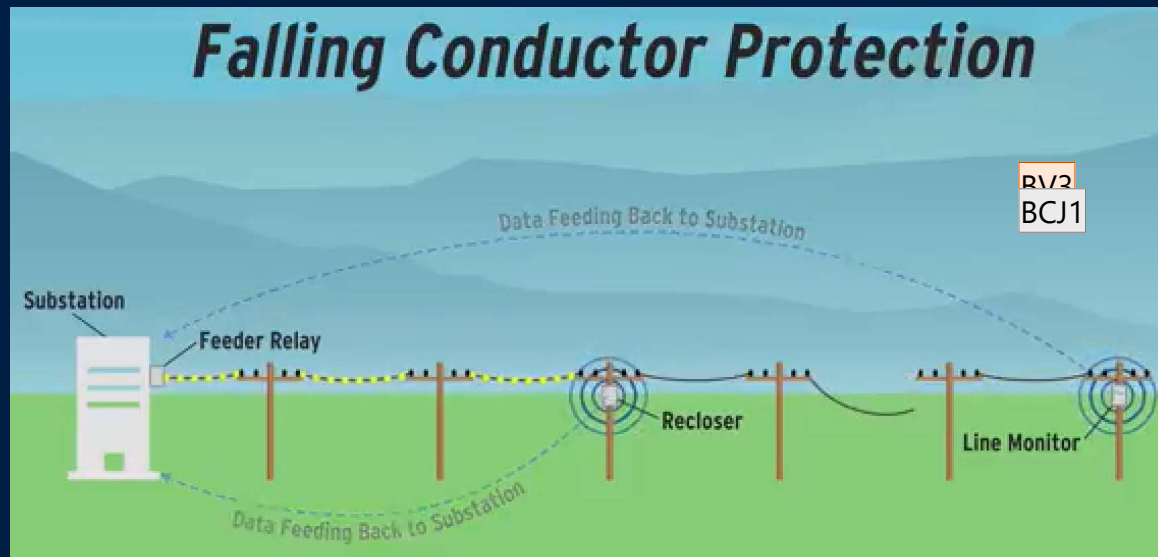 Falling Conductor Protection
BV3
BCJ1
Data Feeding Back to Substation
Substation
Feeder Relay
Recloser
Line Monitor
Data Feeding Back to Substation